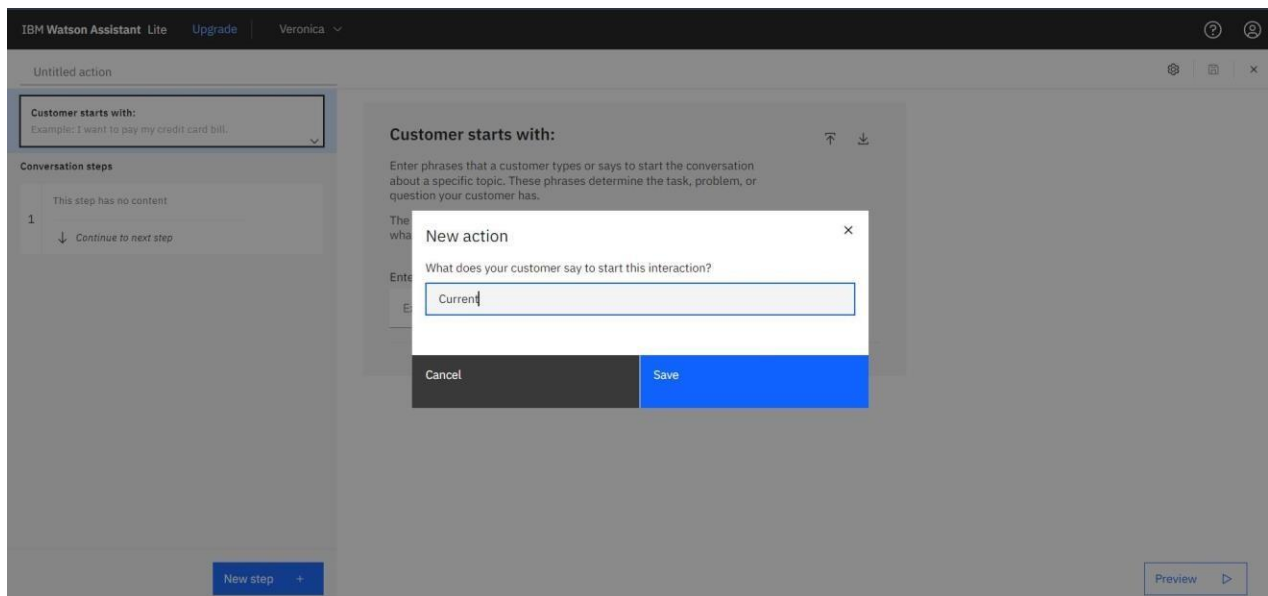 IBM Watson Assistant Lite Upgrade Veronica
Untitled action
Customer starts with:
Example: I want to pay my credit card bill.
Conversation steps
1
This step has no content
Continue to next step
New step +
Customer starts with:
Enter phrases that a customer types or says to start the conversation
about a specific topic. These phrases determine the task, problem, or
question your customer has.
The
wha
Ente
New action
What does your customer say to start this interaction?
Current
Cancel
Save
Preview